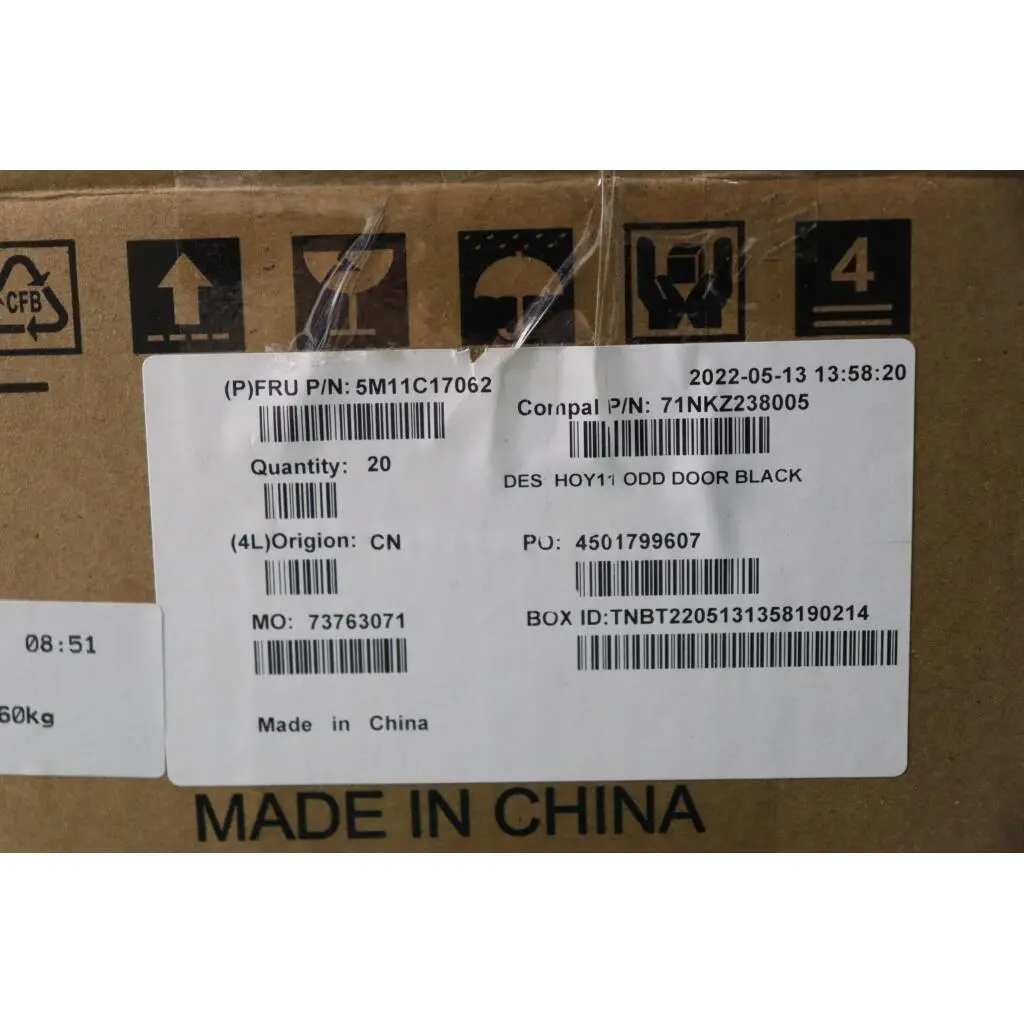 CFB
4
(P)FRU P/N: 5M11C17062
2022-05-13 13:58:20
Compal P/N: 71NKZ238005
Quantity: 20
DES HOY11 ODD DOOR BLACK
(4L)Origion: CN
PO: 4501799607
MO: 73763071
BOX ID:TNBT2205131358190214
08:51
60kg
Made in China
MADE IN CHINA